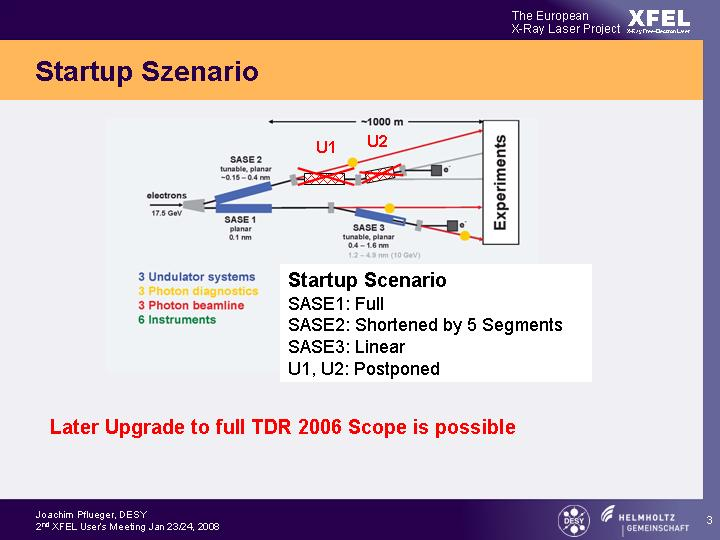 The European
X-Ray Laser Project
XFEL
X-Ray Free-Electron Laser
Startup Szenario
~1000 m
U1
U2
SASE 2
tunable, planar
~0.15 – 0.4 nm
e-
electrons
17.5 GeV
SASE 1
planar
0.1 nm
SASE 3
tunable, planar
0.4 – 1.6 nm
1.2 – 4.9 nm (10 GeV)
e-
Experiments
3 Undulator systems
3 Photon diagnostics
3 Photon beamline
6 Instruments
Startup Scenario
SASE1: Full
SASE2: Shortened by 5 Segments
SASE3: Linear
U1, U2: Postponed
Later Upgrade to full TDR 2006 Scope is possible
Joachim Pflueger, DESY
2nd XFEL User's Meeting Jan 23/24, 2008
DESY
HELMHOLTZ
GEMEINSCHAFT
3